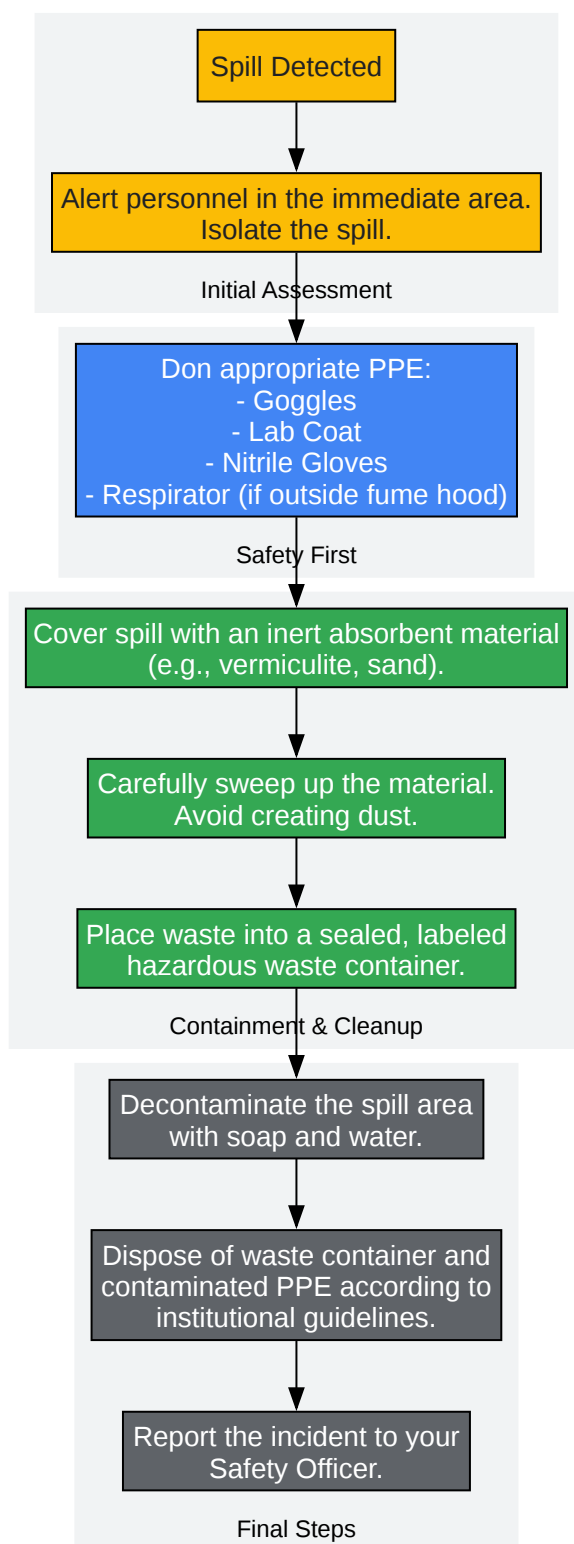 Spill Detected
Alert personnel in the immediate area.
Isolate the spill.
Initial Assessment
Don appropriate PPE:
- Goggles
- Lab Coat
- Nitrile Gloves
- Respirator (if outside fume hood)
Safety First
Cover spill with an inert absorbent material
(e.g., vermiculite, sand).
Carefully sweep up the material.
Avoid creating dust.
Place waste into a sealed, labeled
hazardous waste container.
Containment & Cleanup
Decontaminate the spill area
with soap and water.
Dispose of waste container and
contaminated PPE according to
institutional guidelines.
Report the incident to your
Safety Officer.
Final Steps